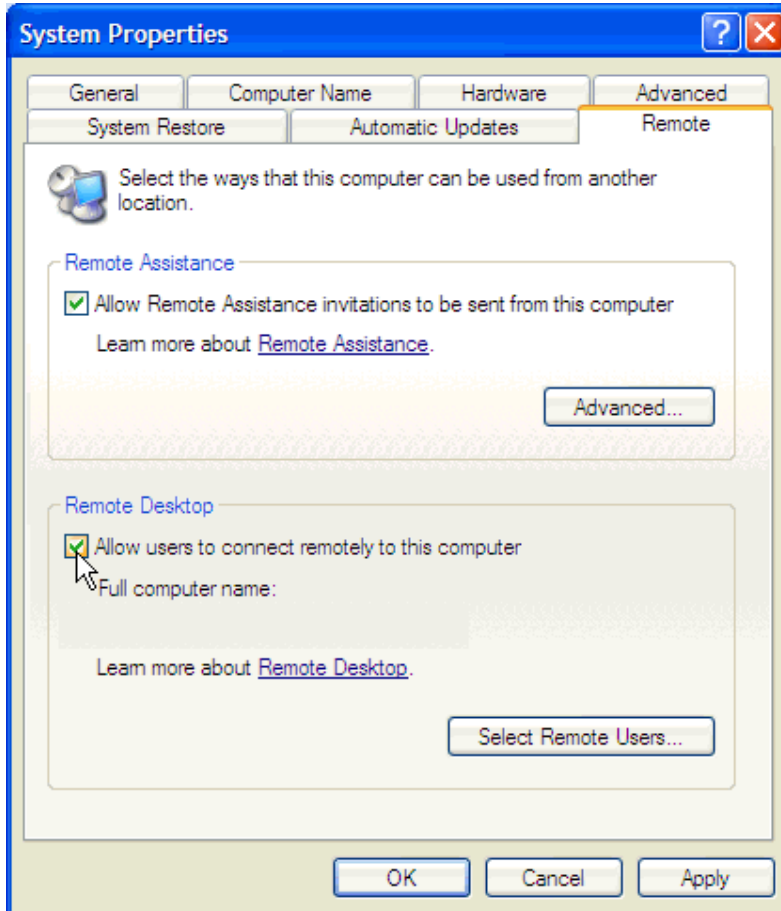 System Properties
General Computer Name Hardware Advanced
System Restore Automatic Updates Remote
Select the ways that this computer can be used from another
location.
Remote Assistance
Allow Remote Assistance invitations to be sent from this computer
Learn more about Remote Assistance.
Advanced...
Remote Desktop
Allow users to connect remotely to this computer
Full computer name:
Learn more about Remote Desktop.
Select Remote Users...
OK Cancel Apply